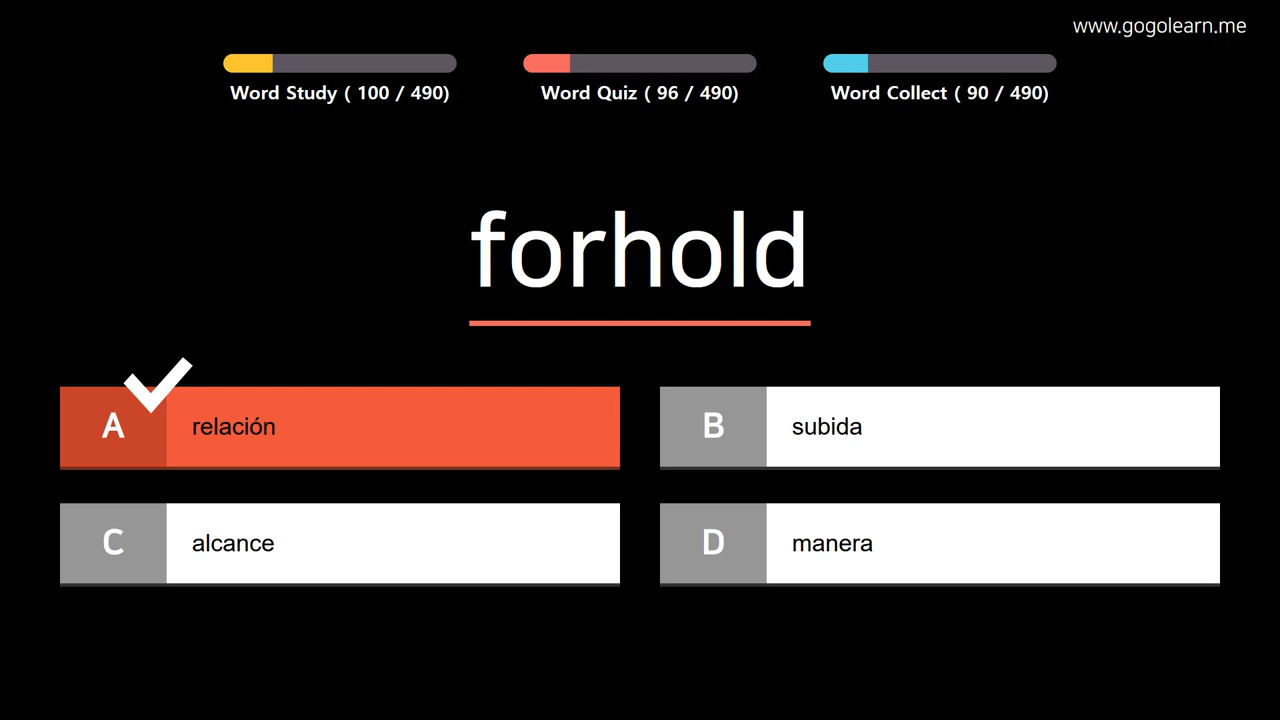 www.gogolearn.me
Word Study ( 100 / 490)
Word Quiz ( 96 / 490)
Word Collect ( 90 / 490)
forhold
A relación
B subida
C alcance
D manera